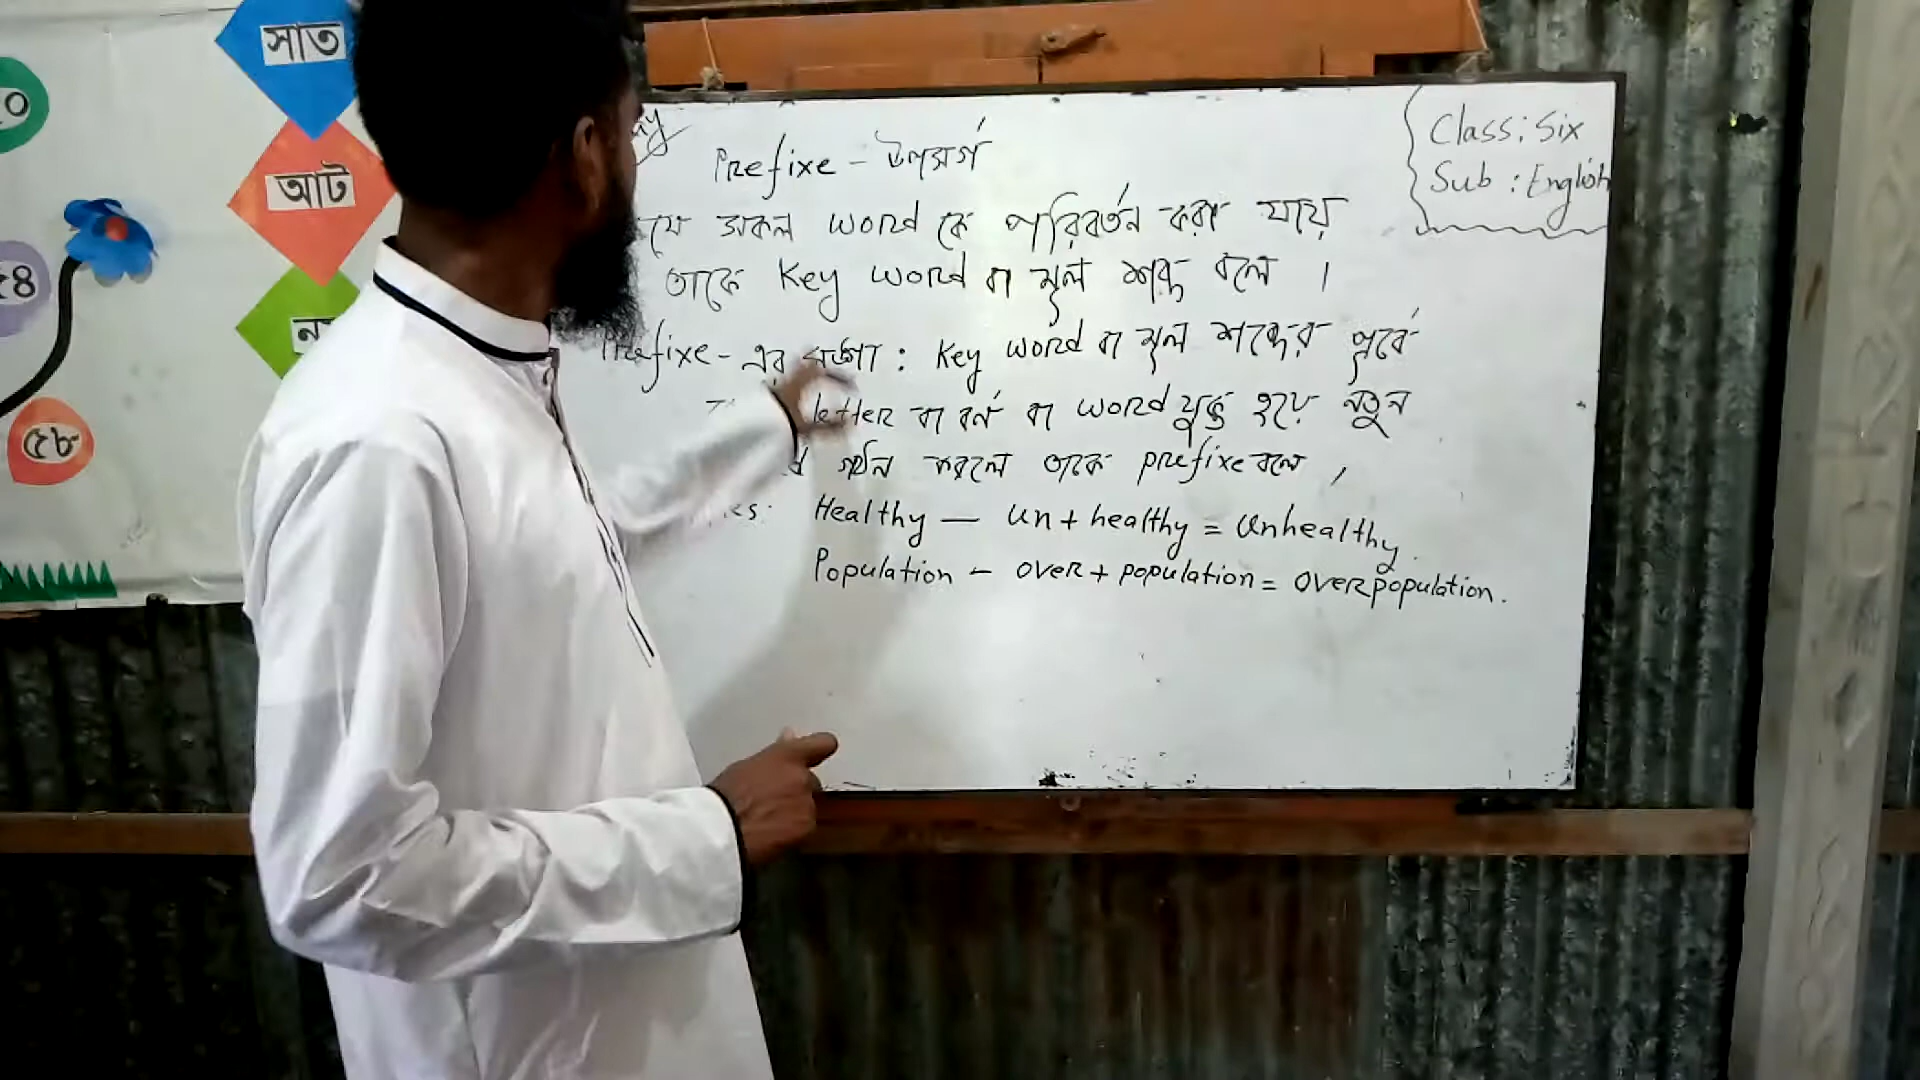 সাত
আট
৫৮
Class: Six
Sub : English
Prefixe - উপসর্গ
যে সকল word কে পরিবর্তন করা যায়
তাকে Key word বা মূল শব্দ বলে ।
Prefixe - এর সজ্ঞা : Key word বা মূল শব্দের পূর্বে
letter বা বর্ন বা word যুক্ত হয়ে নতুন
গঠন করলে তাকে prefixe বলে ,
Healthy — un + healthy = Unhealthy.
Population - over + population = overpopulation.